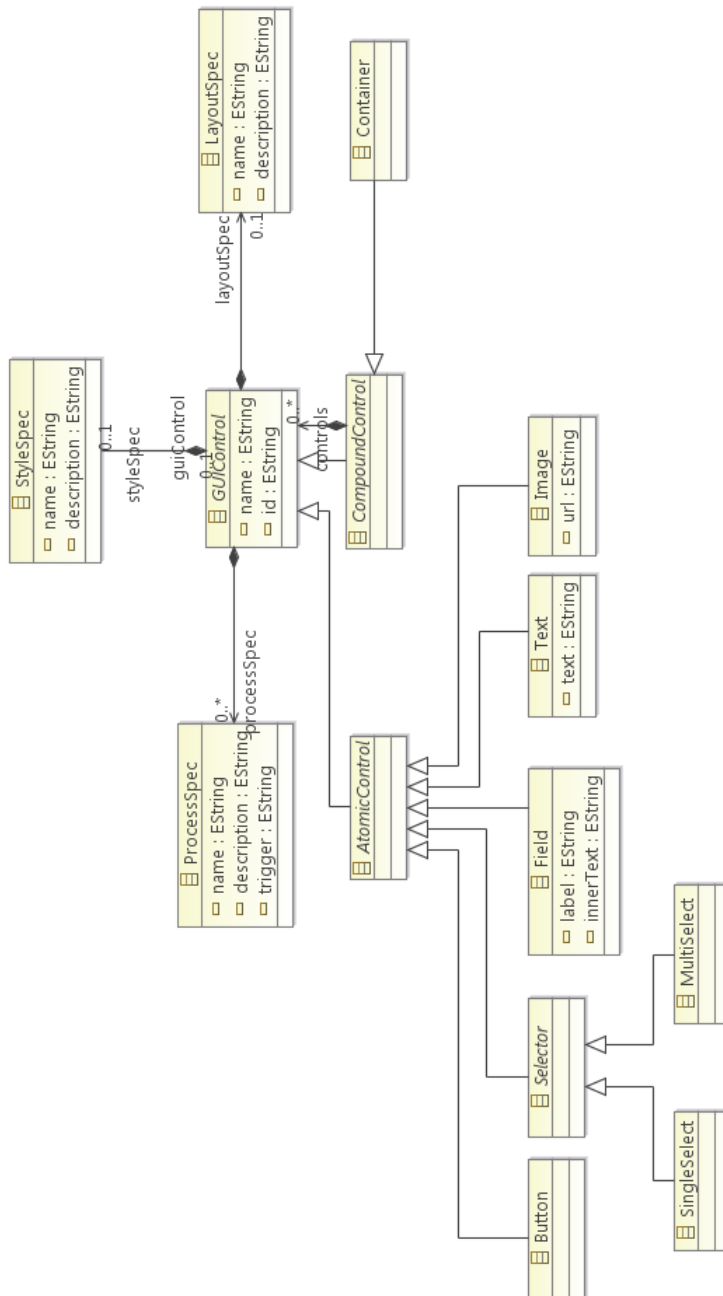 StyleSpec
name : EString
description : EString
0..1
styleSpec
ProcessSpec
name : EString
description : EString
trigger : EString
0..*
processSpec
guiControl
0..1
GUIControl
name : EString
id : EString
layoutSpec
0..1
LayoutSpec
name : EString
description : EString
0..*
controls
AtomicControl
CompoundControl
Container
Button
Selector
Field
label : EString
innerText : EString
Text
text : EString
Image
url : EString
SingleSelect
MultiSelect